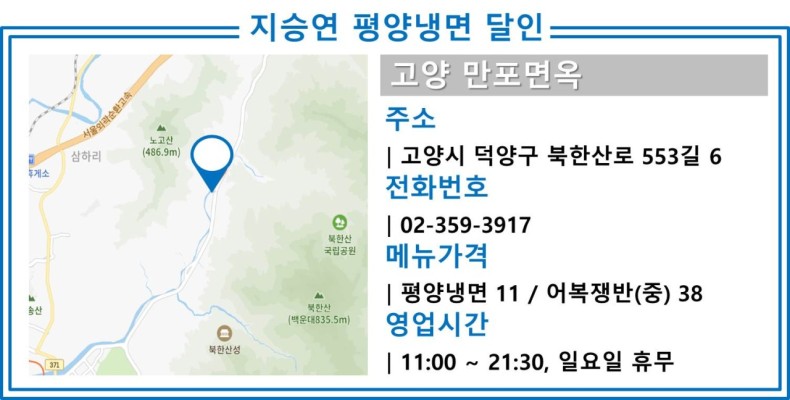 지승연 평양냉면 달인
고양 만포면옥
주소
| 고양시 덕양구 북한산로 553길 6
전화번호
| 02-359-3917
메뉴가격
| 평양냉면 11 / 어복쟁반(중) 38
영업시간
| 11:00 ~ 21:30, 일요일 휴무
서울외곽순환고속
노고산
(486.9m)
삼하리
휴게소
북한산
국립공원
북한산
(백운대835.5m)
송산
북한산성
371